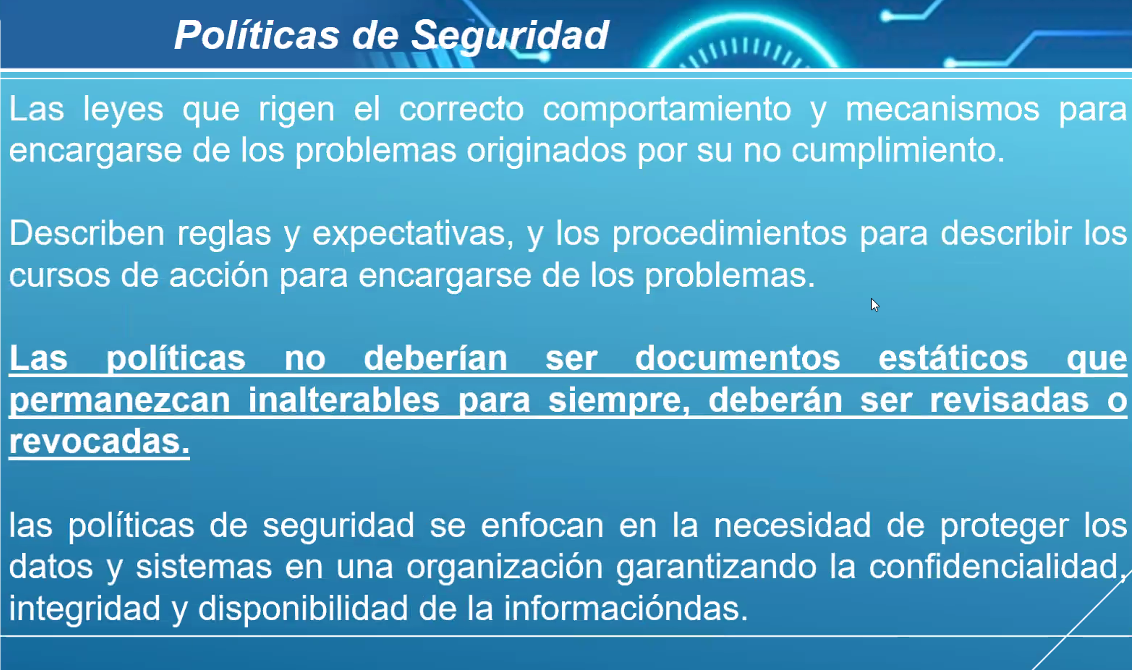 Políticas de Seguridad
Las leyes que rigen el correcto comportamiento y mecanismos para
encargarse de los problemas originados por su no cumplimiento.
Describen reglas y expectativas, y los procedimientos para describir los
cursos de acción para encargarse de los problemas.
Las políticas no deberían ser documentos estáticos que
permanezcan inalterables para siempre, deberán ser revisadas o
revocadas.
las políticas de seguridad se enfocan en la necesidad de proteger los
datos y sistemas en una organización garantizando la confidencialidad,
integridad y disponibilidad de la informacióndas.